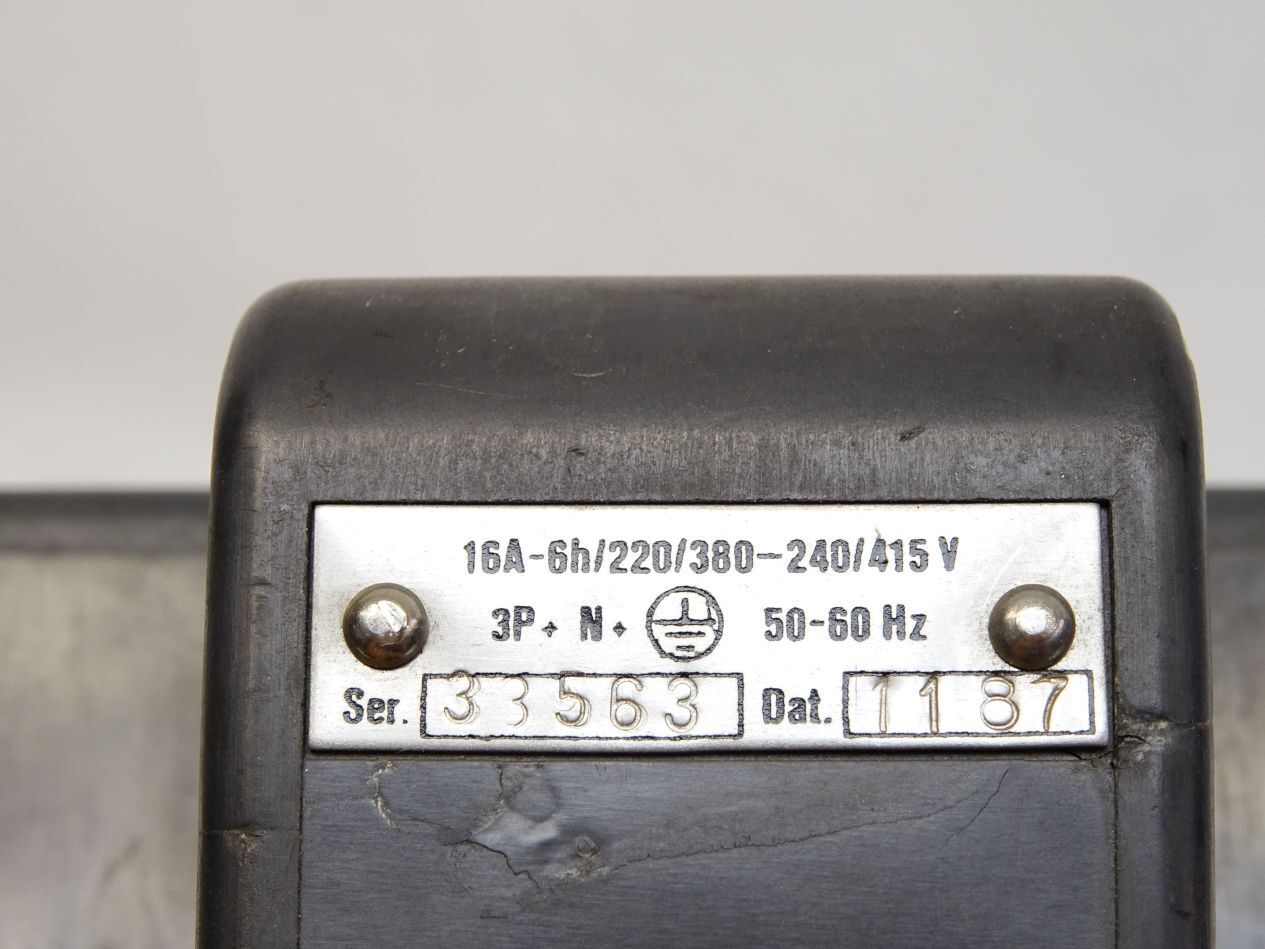 16A-6h/220/380-240/415 V
3P + N + ⏚ 50-60 Hz
Ser. 33563 Dat. 1187